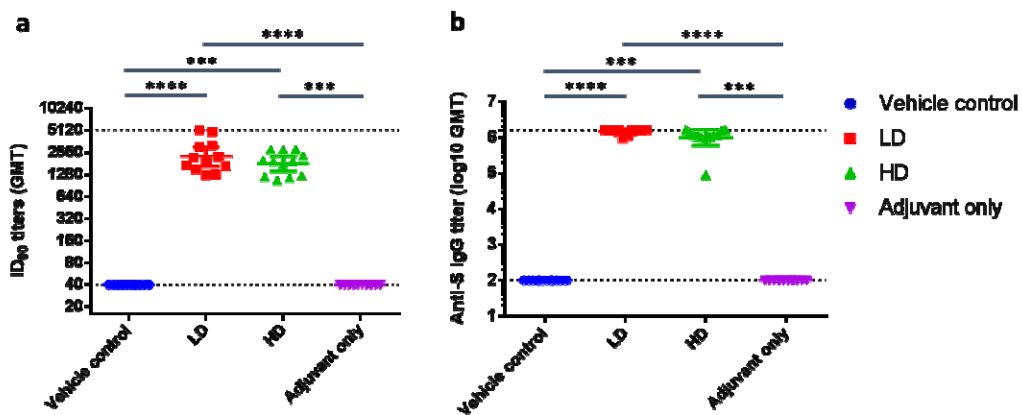 a
****
***
****
***
10240
5120
2560
1280
640
320
160
80
40
20
ID90 titers (GMT)
Vehicle control
LD
HD
Adjuvant only
b
****
***
****
***
7
6
5
4
3
2
1
Anti-S IgG titer (log10 GMT)
Vehicle control
LD
HD
Adjuvant only
Vehicle control
LD
HD
Adjuvant only